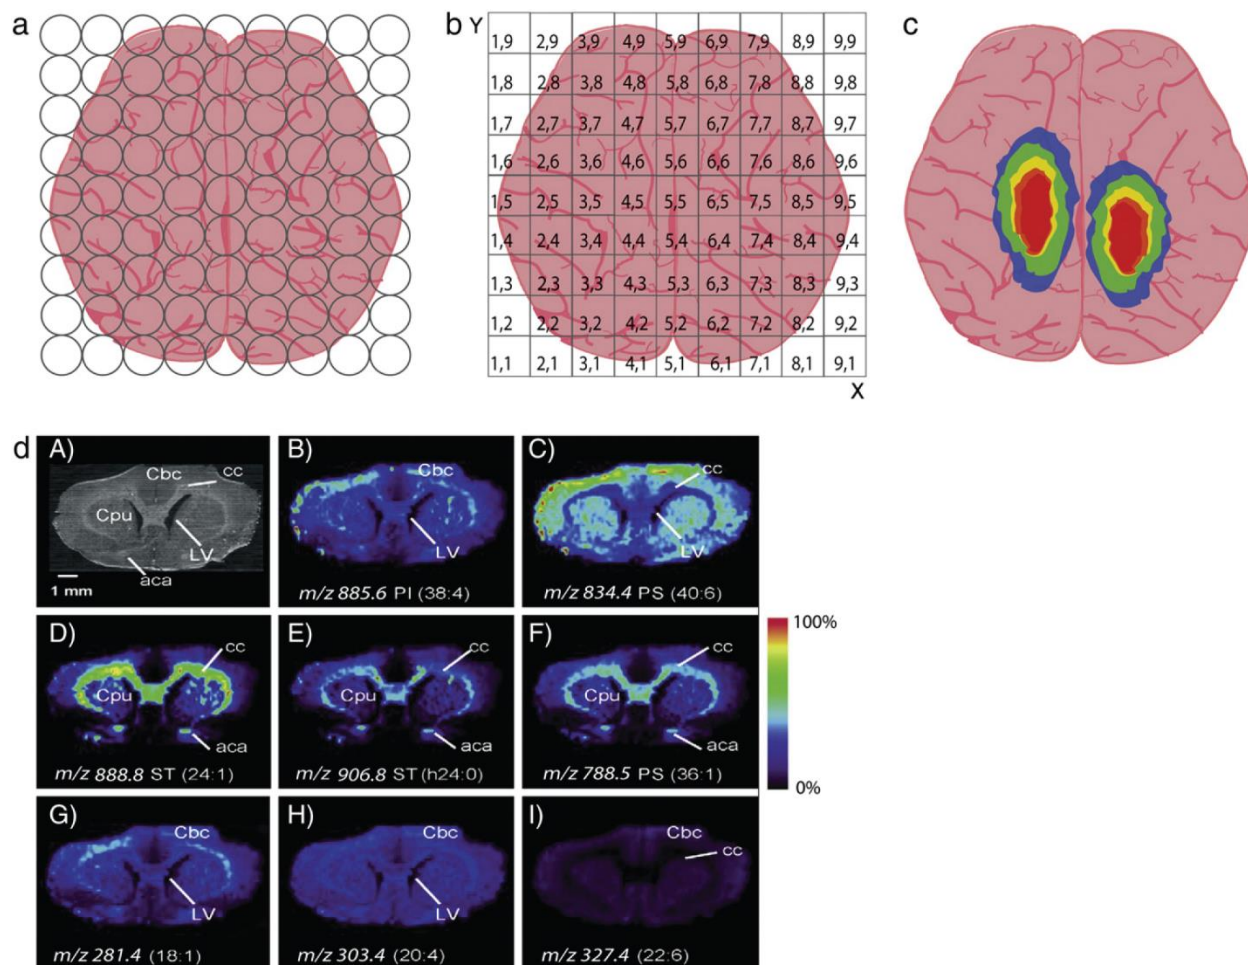 a
b Y
c
1,9 2,9 3,9 4,9 5,9 6,9 7,9 8,9 9,9
1,8 2,8 3,8 4,8 5,8 6,8 7,8 8,8 9,8
1,7 2,7 3,7 4,7 5,7 6,7 7,7 8,7 9,7
1,6 2,6 3,6 4,6 5,6 6,6 7,6 8,6 9,6
1,5 2,5 3,5 4,5 5,5 6,5 7,5 8,5 9,5
1,4 2,4 3,4 4,4 5,4 6,4 7,4 8,4 9,4
1,3 2,3 3,3 4,3 5,3 6,3 7,3 8,3 9,3
1,2 2,2 3,2 4,2 5,2 6,2 7,2 8,2 9,2
1,1 2,1 3,1 4,1 5,1 6,1 7,1 8,1 9,1
X
d
A)
Cbc
cc
Cpu
LV
aca
1 mm
B)
Cbc
LV
m/z 885.6 PI (38:4)
C)
cc
LV
m/z 834.4 PS (40:6)
D)
cc
Cpu
aca
m/z 888.8 ST (24:1)
E)
cc
Cpu
aca
m/z 906.8 ST (h24:0)
F)
cc
aca
m/z 788.5 PS (36:1)
100%
0%
G)
Cbc
LV
m/z 281.4 (18:1)
H)
Cbc
LV
m/z 303.4 (20:4)
I)
Cbc
cc
m/z 327.4 (22:6)